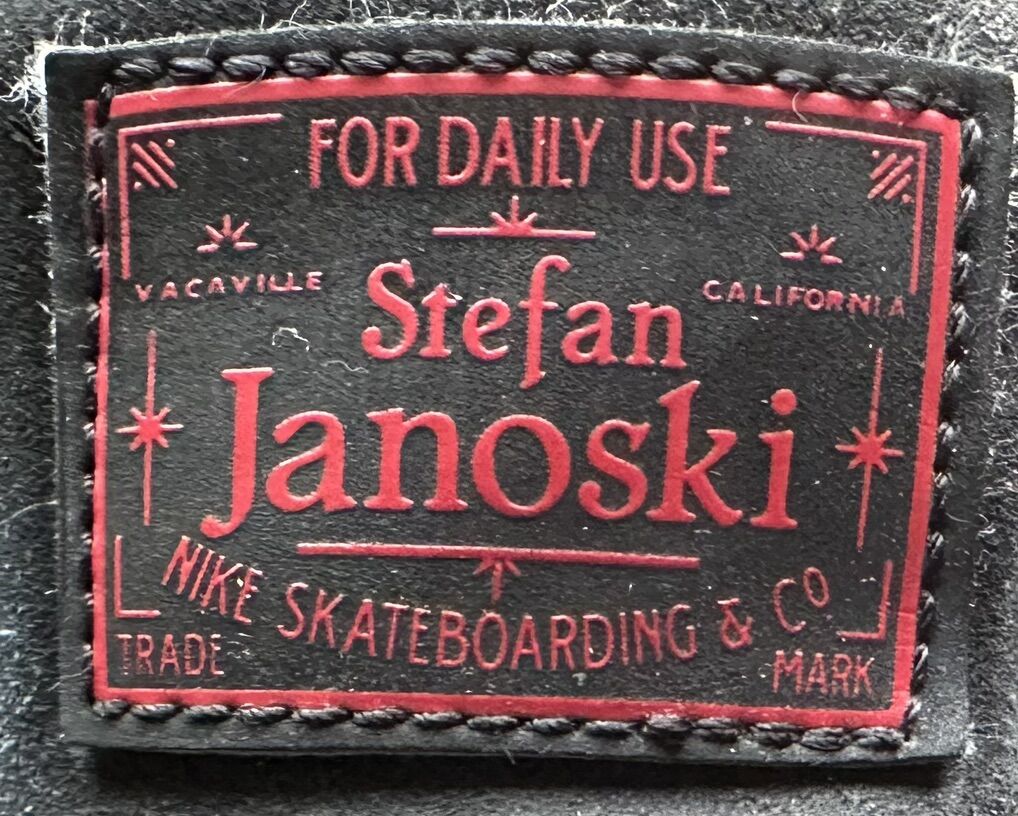 FOR DAILY USE
VACAVILLE
CALIFORNIA
Stefan
Janoski
NIKE SKATEBOARDING & CO
TRADE
MARK